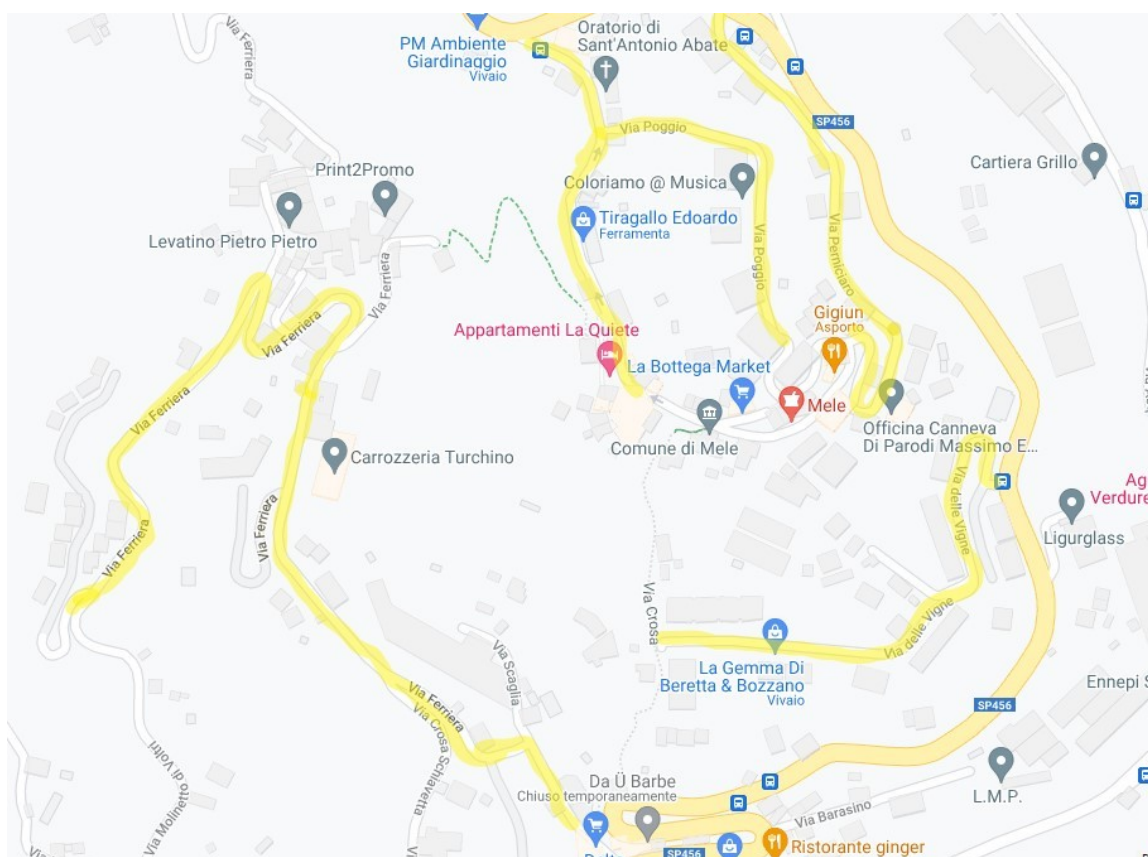 Via Ferriera
PM Ambiente
Giardinaggio
Vivaio
Oratorio di
Sant'Antonio Abate
SP456
Via Poggio
Cartiera Grillo
Print2Promo
Coloriamo @ Musica
Levatino Pietro Pietro
Tiragallo Edoardo
Ferramenta
Via Ferriera
Via Poggio
Via Perniciaro
Via Ferriera
Appartamenti La Quiete
Gigiun
Asporto
La Bottega Market
Via Ferriera
Mele
Comune di Mele
Officina Canneva
Di Parodi Massimo E...
Carrozzeria Turchino
Via Ferriera
Via Ferriera
Via delle Vigne
Verdure
Ligurglass
Via Crosa
Via delle Vigne
La Gemma Di
Beretta & Bozzano
Vivaio
Via Scaglia
Via Ferriera
Via Crosa Schiavetta
Ennepi S
SP456
Via Molinetto di Voltri
Da Ü Barbe
Chiuso temporaneamente
L.M.P.
Via Barasino
Ristorante ginger
SP456